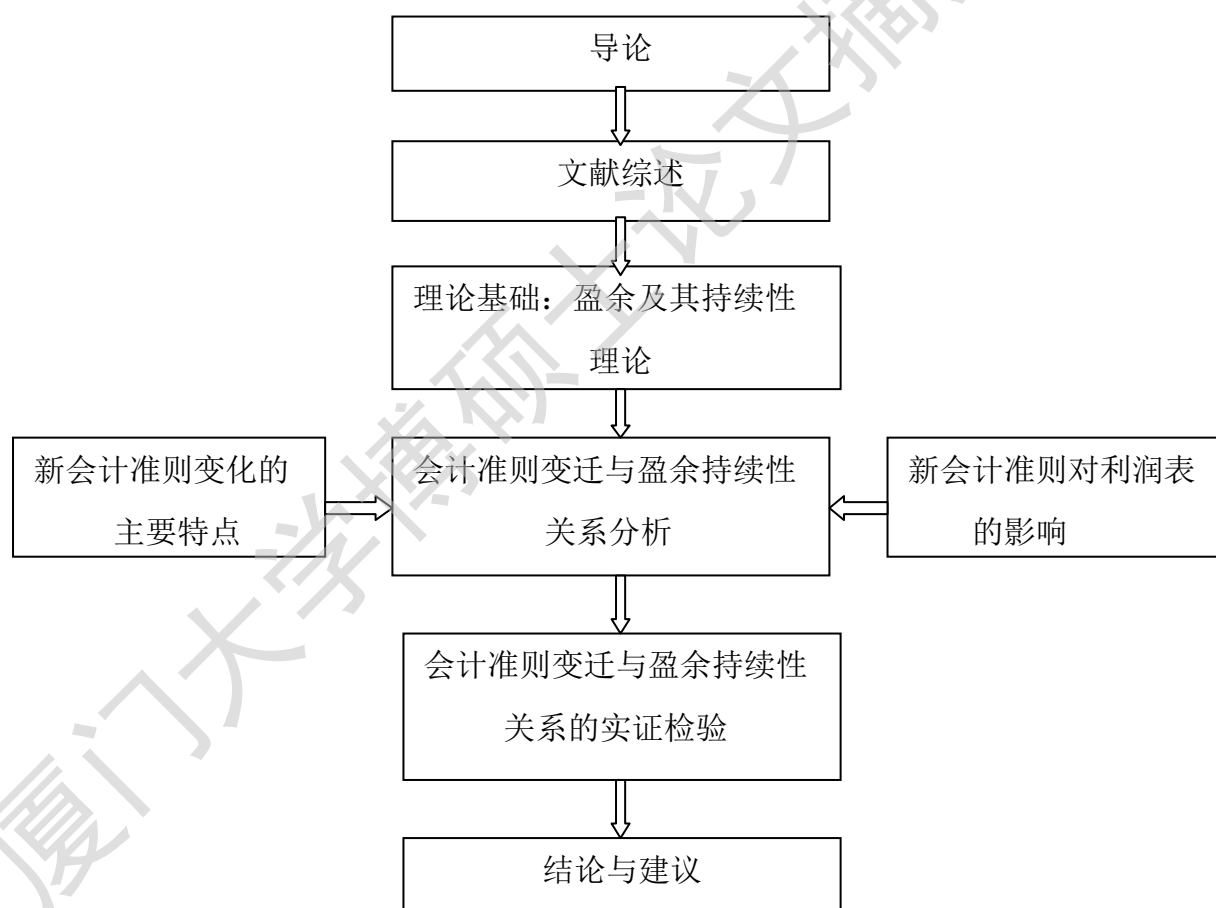 导论
文献综述
理论基础：盈余及其持续性
理论
新会计准则变化的
主要特点
会计准则变迁与盈余持续性
关系分析
新会计准则对利润表
的影响
会计准则变迁与盈余持续性
关系的实证检验
结论与建议
厦门大学博硕士论文摘